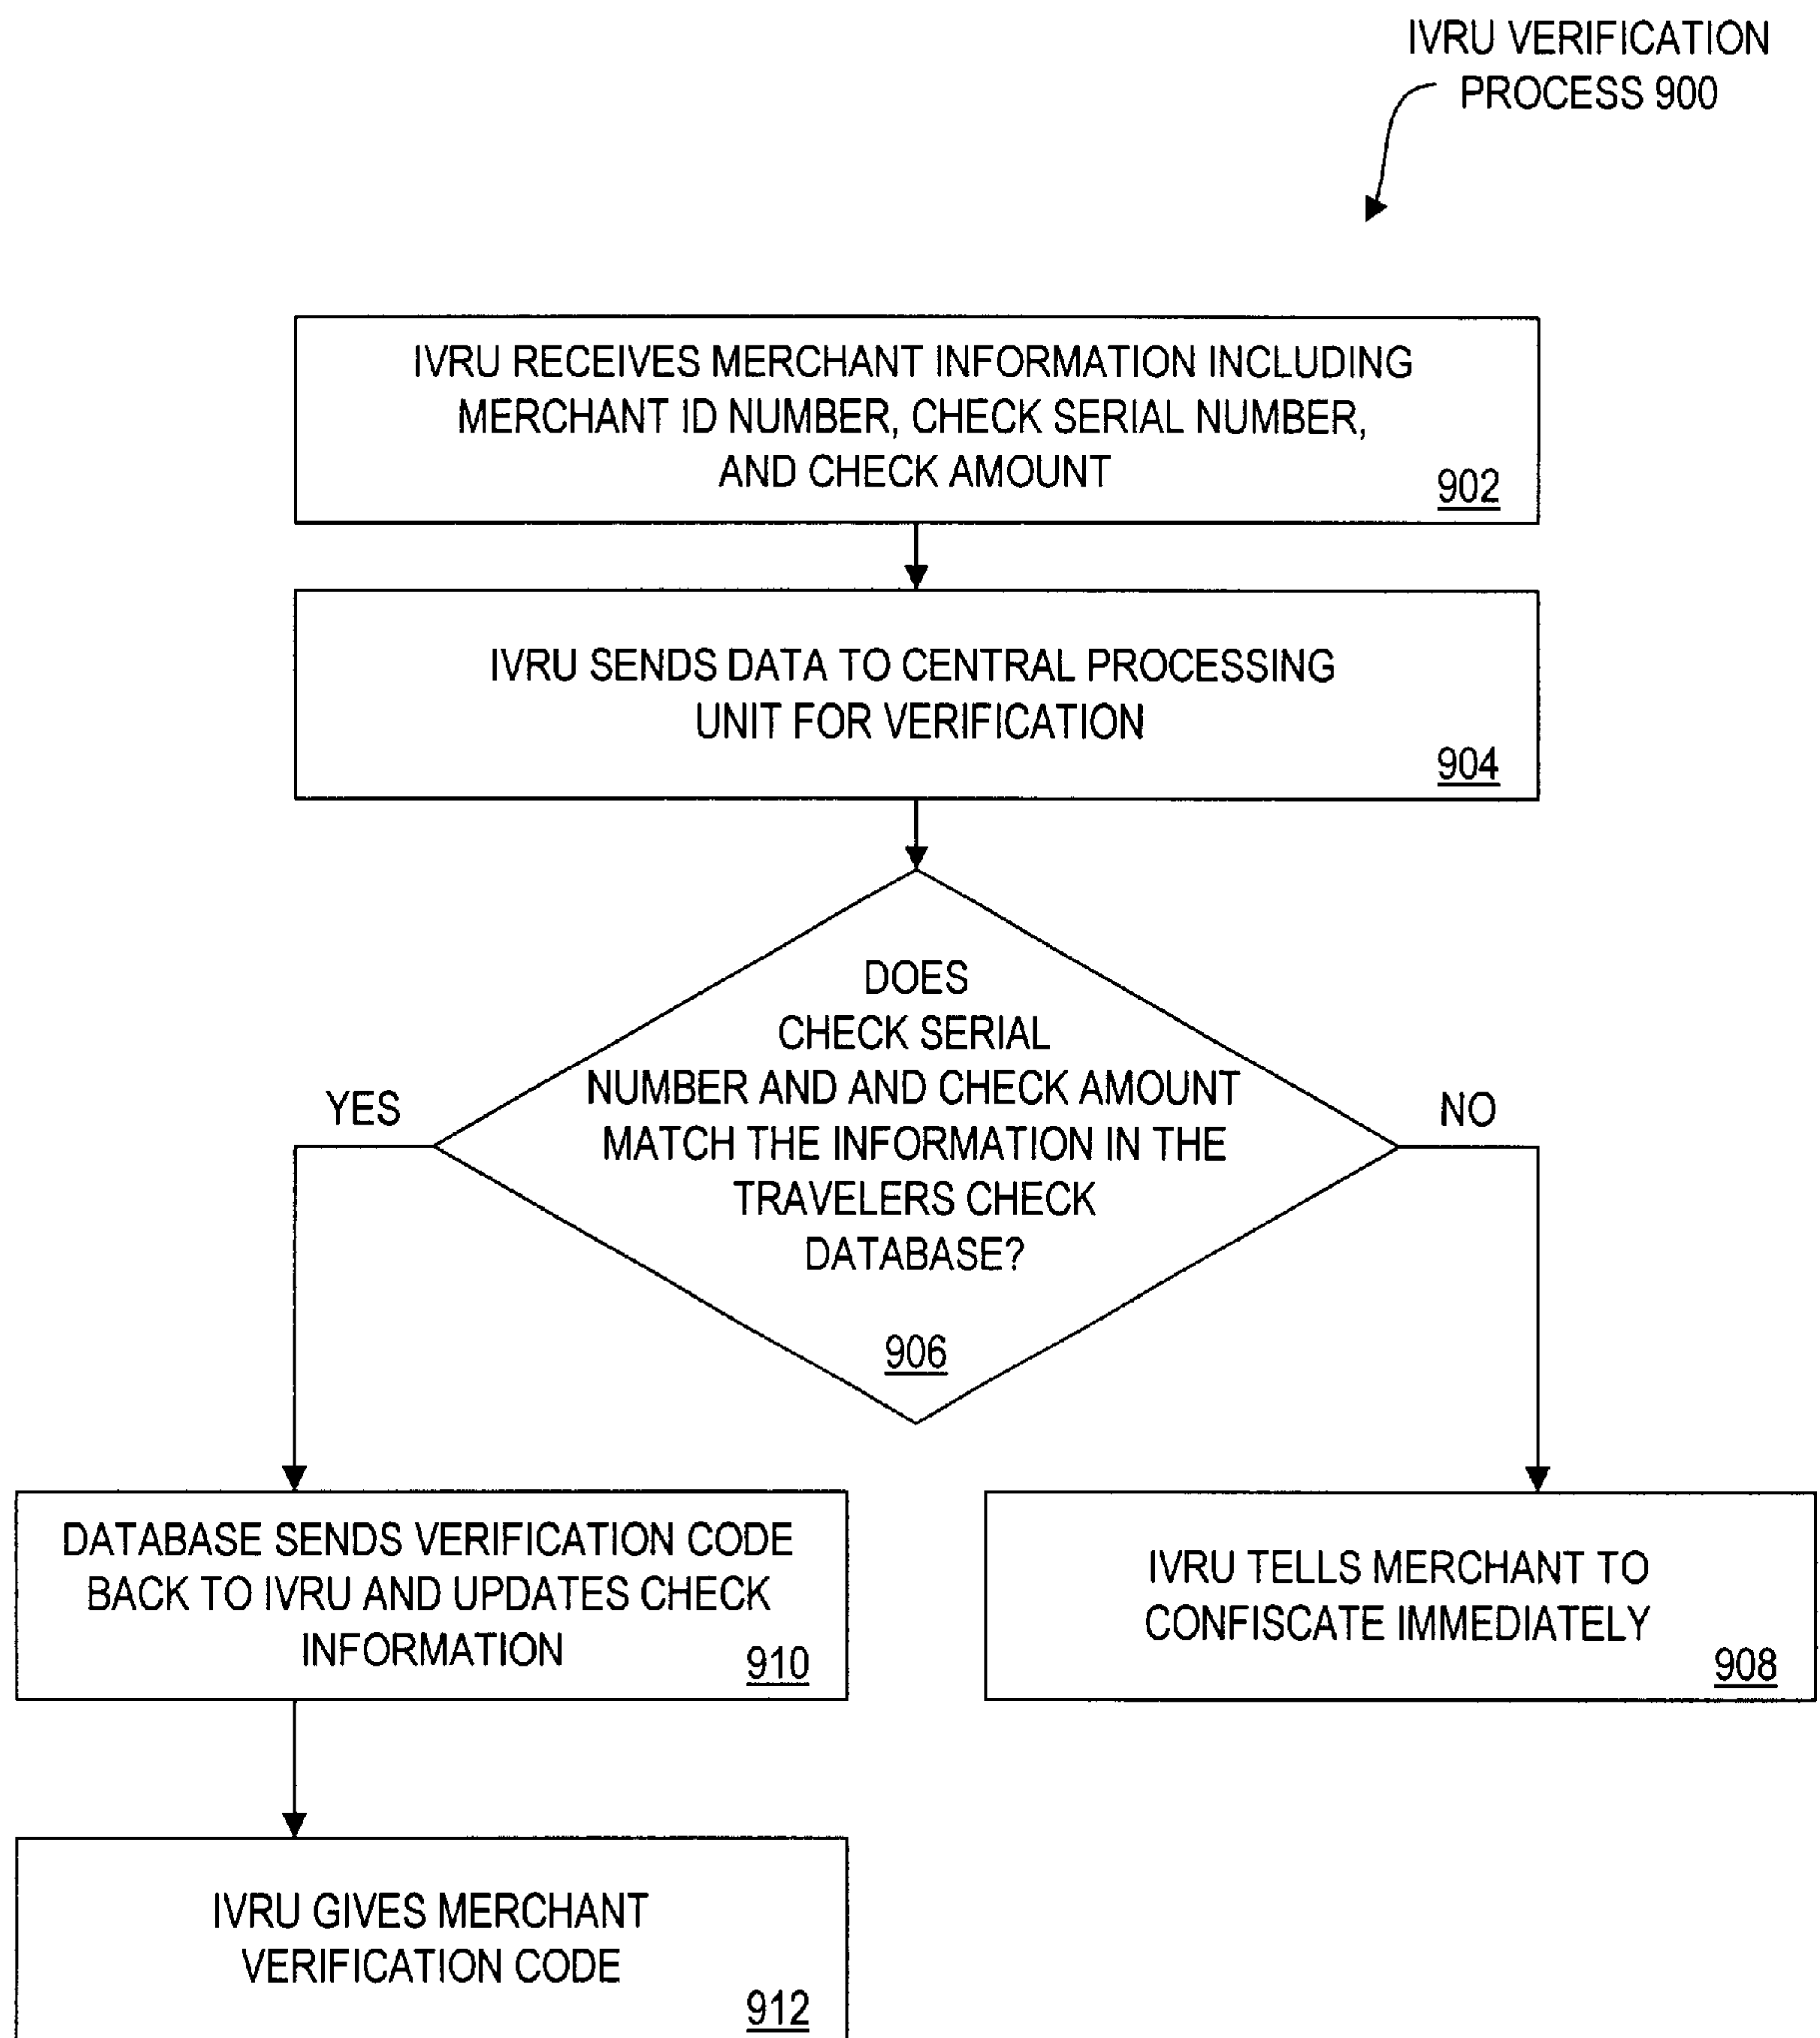 IVRU VERIFICATION
PROCESS 900
IVRU RECEIVES MERCHANT INFORMATION INCLUDING
MERCHANT ID NUMBER, CHECK SERIAL NUMBER,
AND CHECK AMOUNT
902
IVRU SENDS DATA TO CENTRAL PROCESSING
UNIT FOR VERIFICATION
904
DOES
CHECK SERIAL
NUMBER AND AND CHECK AMOUNT
MATCH THE INFORMATION IN THE
TRAVELERS CHECK
DATABASE?
906
YES
NO
DATABASE SENDS VERIFICATION CODE
BACK TO IVRU AND UPDATES CHECK
INFORMATION
910
IVRU TELLS MERCHANT TO
CONFISCATE IMMEDIATELY
908
IVRU GIVES MERCHANT
VERIFICATION CODE
912